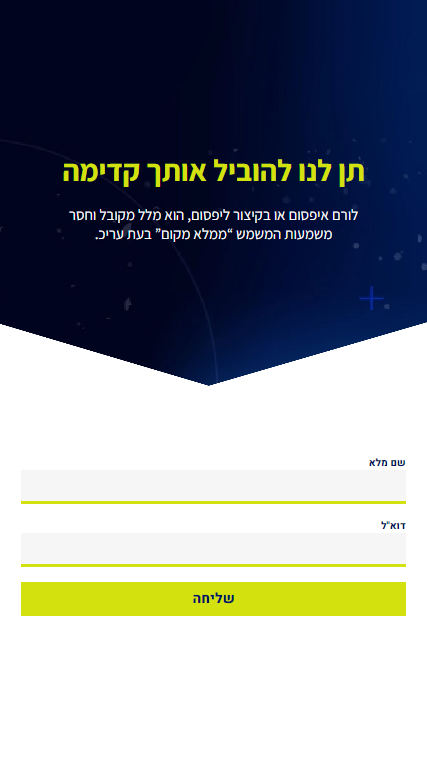 תן לנו להוביל אותך קדימה
לורם איפסום או בקיצור ליפסום, הוא מלל מקובל וחסר
משמעות המשמש “ממלא מקום” בעת עריכ.
שם מלא
דוא"ל
שליחה